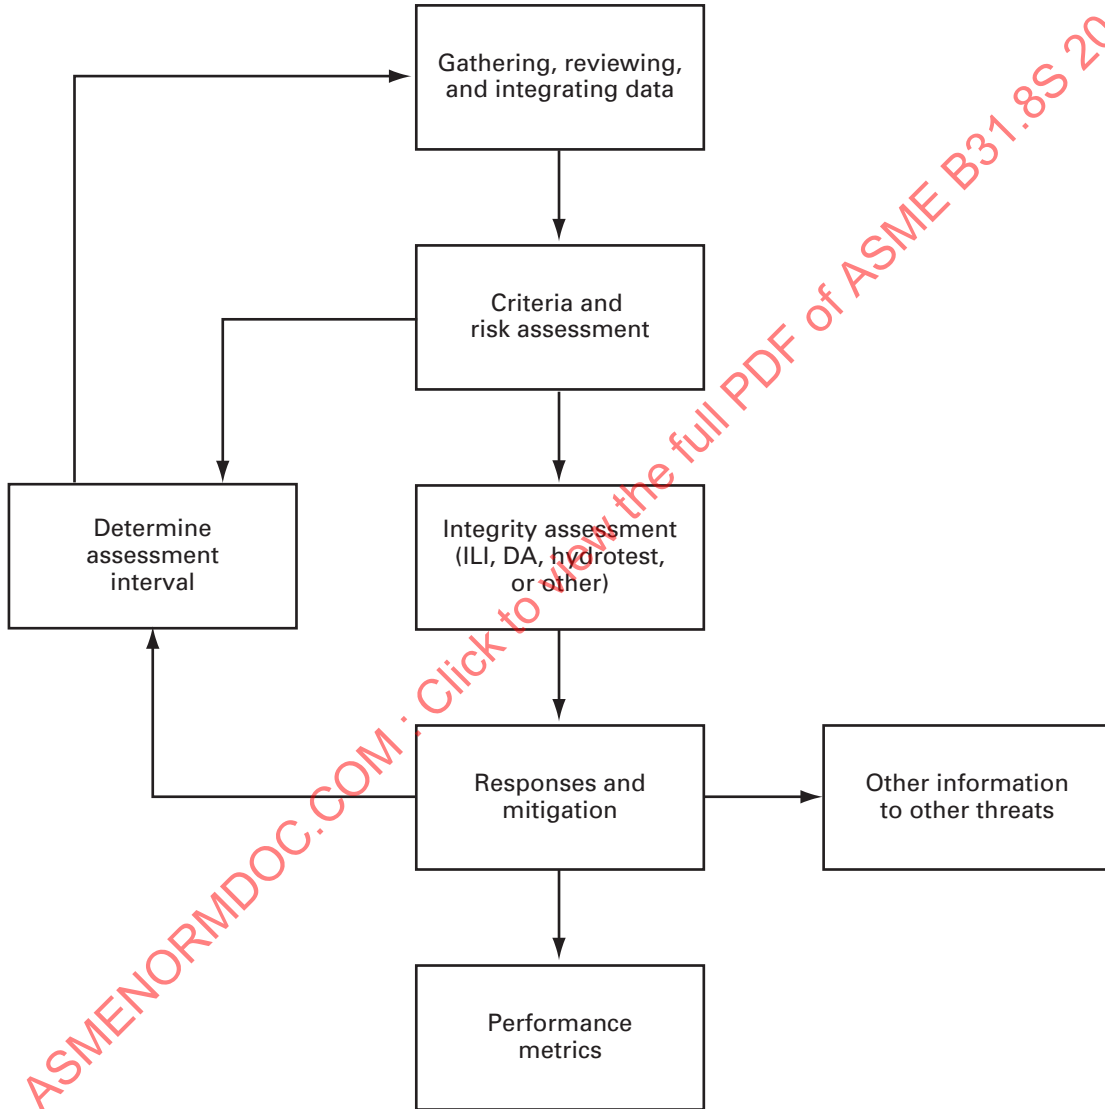 Gathering, reviewing,
and integrating data
Criteria and
risk assessment
Determine
assessment
interval
Integrity assessment
(ILI, DA, hydrotest,
or other)
Responses and
mitigation
Other information
to other threats
Performance
metrics
ASMENORMDOC.COM : Click to view the full PDF of ASME B31.8S 20